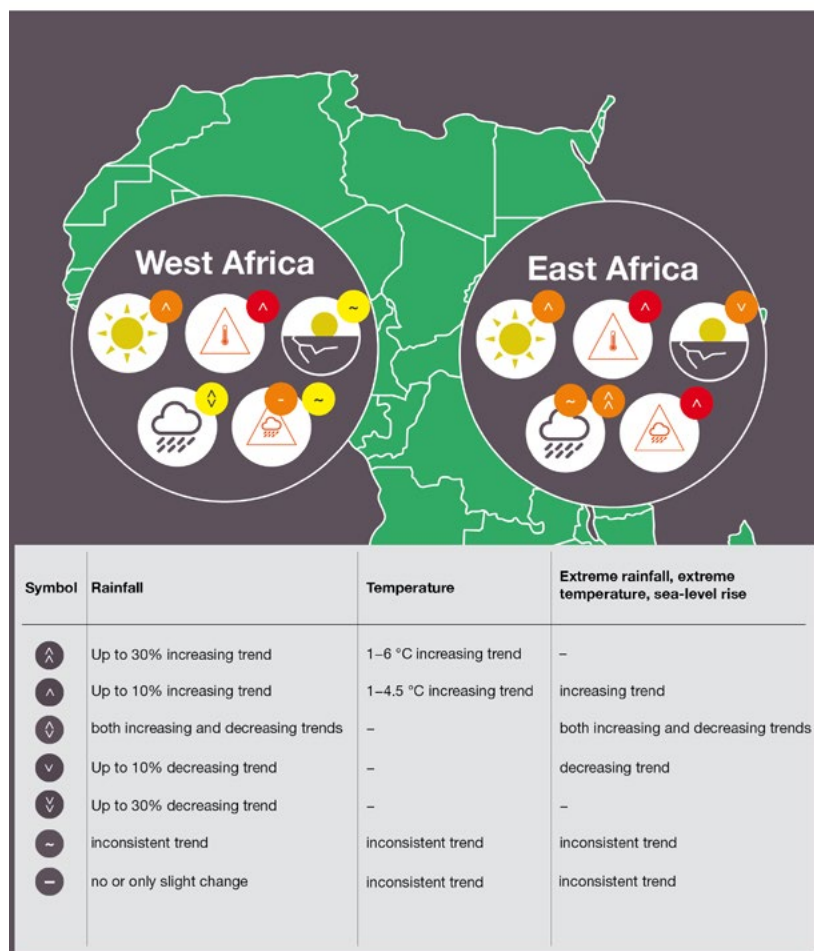 West Africa
East Africa
Symbol Rainfall Temperature Extreme rainfall, extreme
temperature, sea-level rise
Up to 30% increasing trend 1–6 °C increasing trend –
Up to 10% increasing trend 1–4.5 °C increasing trend increasing trend
both increasing and decreasing trends – both increasing and decreasing trends
Up to 10% decreasing trend – decreasing trend
Up to 30% decreasing trend – –
~ inconsistent trend inconsistent trend inconsistent trend
– no or only slight change inconsistent trend inconsistent trend